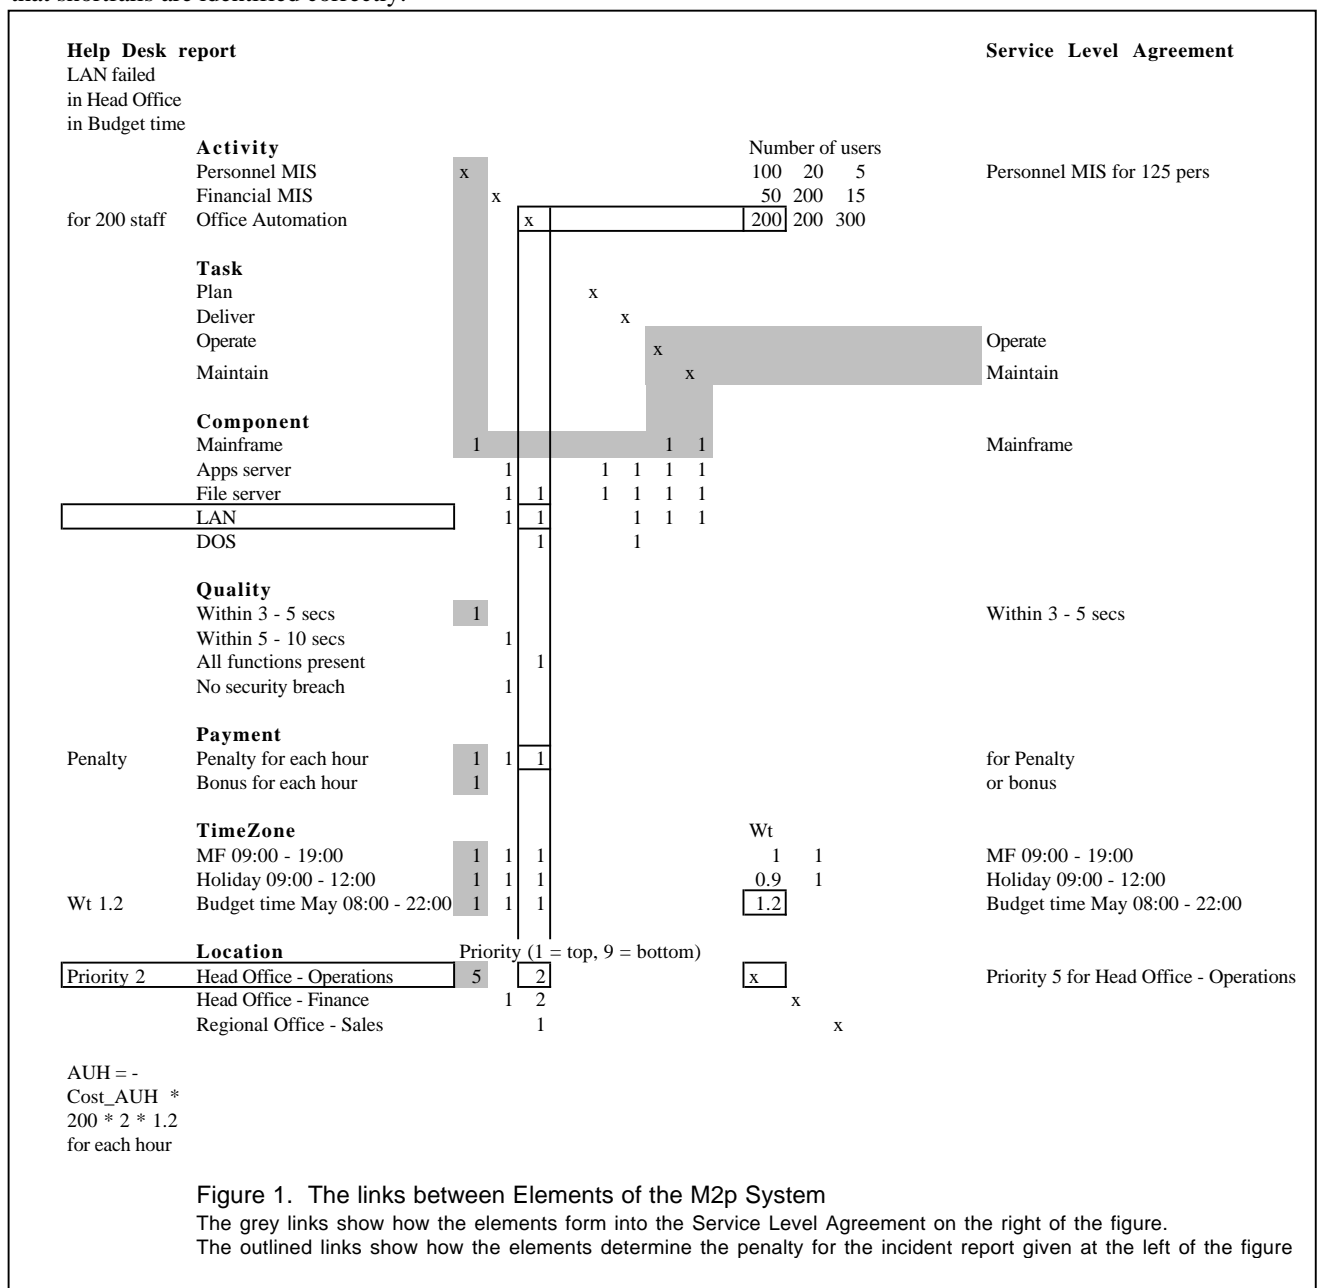 that shortfalls are identified correctly.
Help Desk report Service Level Agreement
LAN failed
in Head Office
in Budget time
Activity Number of users
Personnel MIS x 100 20 5 Personnel MIS for 125 pers
Financial MIS x 50 200 15
for 200 staff Office Automation x 200 200 300
Task
Plan x
Deliver x
Operate x Operate
Maintain x Maintain
Component
Mainframe 1 1 1 Mainframe
Apps server 1 1 1 1 1
File server 1 1 1 1 1 1
LAN 1 1 1 1 1
DOS 1 1
Quality
Within 3 - 5 secs 1 Within 3 - 5 secs
Within 5 - 10 secs 1
All functions present 1
No security breach 1
Payment
Penalty Penalty for each hour 1 1 1 for Penalty
Bonus for each hour 1 or bonus
TimeZone Wt
MF 09:00 - 19:00 1 1 1 1 1 MF 09:00 - 19:00
Holiday 09:00 - 12:00 1 1 1 0.9 1 Holiday 09:00 - 12:00
Wt 1.2 Budget time May 08:00 - 22:00 1 1 1 1.2 Budget time May 08:00 - 22:00
Location Priority (1 = top, 9 = bottom)
Priority 2 Head Office - Operations 5 2 x Priority 5 for Head Office - Operations
Head Office - Finance 1 2 x
Regional Office - Sales 1 x
AUH = -
Cost_AUH *
200 * 2 * 1.2
for each hour
Figure 1. The links between Elements of the M2p System
The grey links show how the elements form into the Service Level Agreement on the right of the figure.
The outlined links show how the elements determine the penalty for the incident report given at the left of the figure